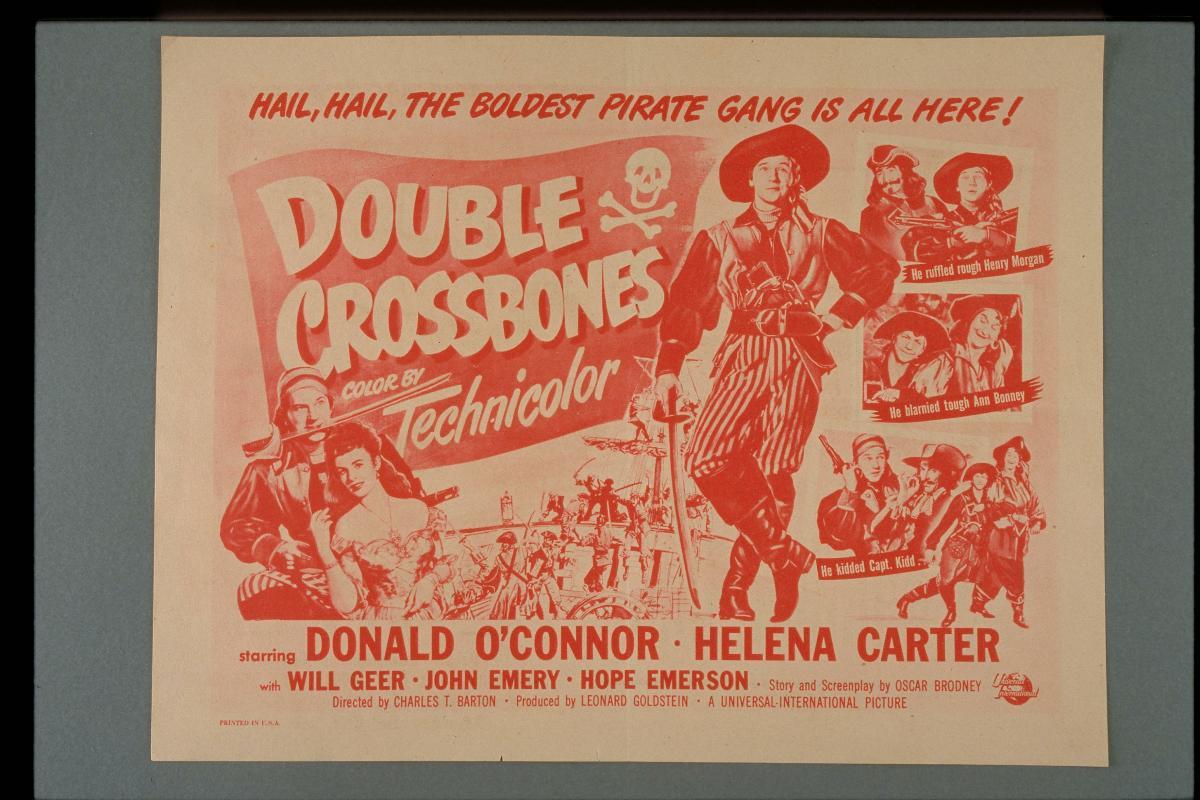 HAIL, HAIL, THE BOLDEST PIRATE GANG IS ALL HERE!
DOUBLE
CROSSBONES
COLOR BY
Technicolor
He ruffled rough Henry Morgan
He blarnied tough Ann Bonney
He kidded Capt. Kidd..
starring DONALD O'CONNOR · HELENA CARTER
with WILL GEER · JOHN EMERY · HOPE EMERSON · Story and Screenplay by OSCAR BRODNEY
Directed by CHARLES T. BARTON · Produced by LEONARD GOLDSTEIN · A UNIVERSAL-INTERNATIONAL PICTURE
Universal
International
PRINTED IN U.S.A.